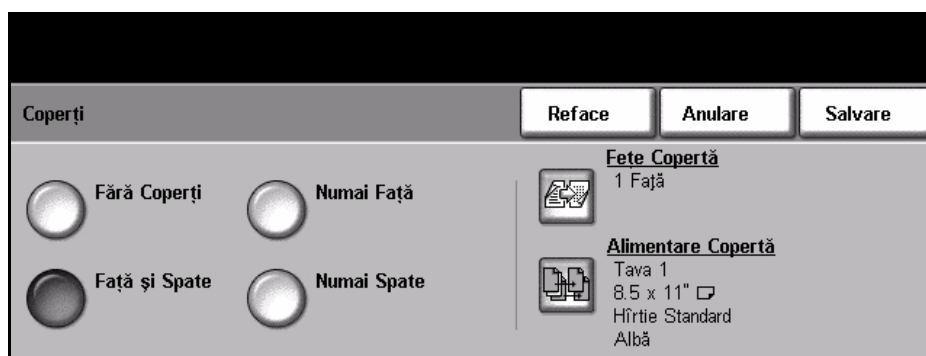 Coperți
Reface
Anulare
Salvare
Fără Coperți
Numai Față
Față și Spate
Numai Spate
Fețe Copertă
1 Față
Alimentare Copertă
Tava 1
8.5 x 11"
Hîrtie Standard
Albă